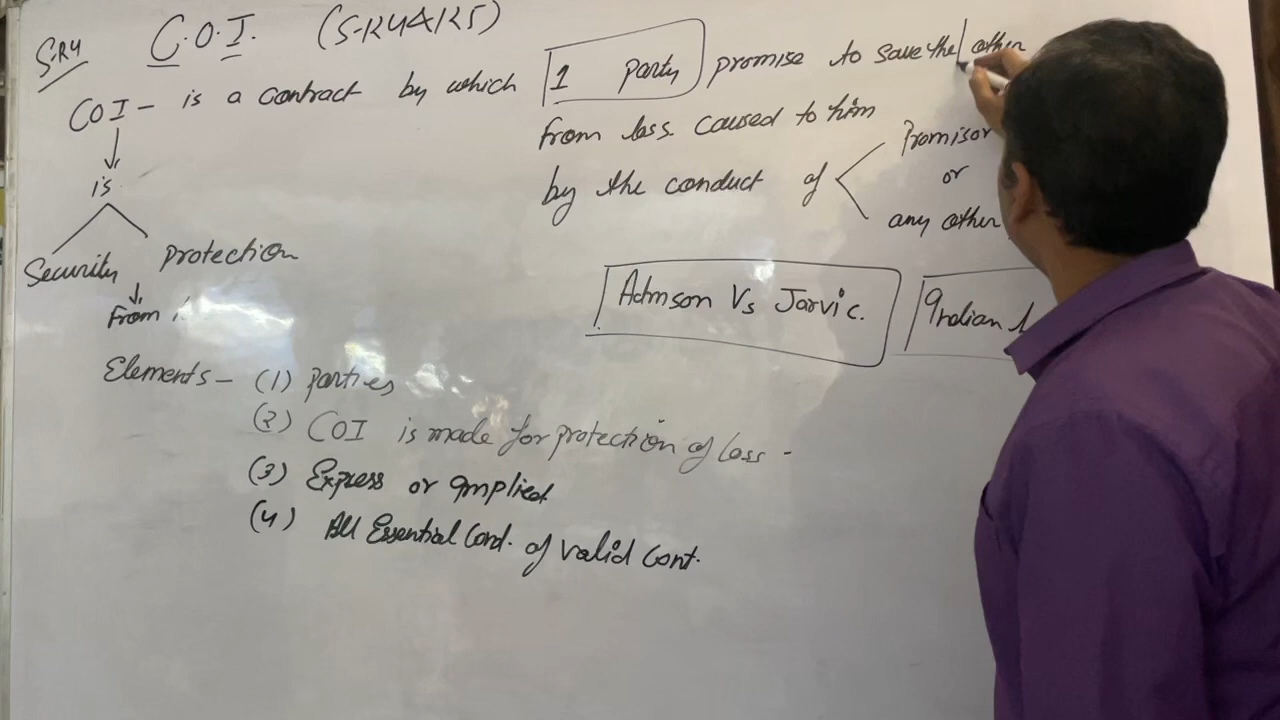 S-124
C.O.I. (S-124&125)
COI - is a contract by which 1 party promise to save the other
from loss caused to him
by the conduct of
Promisor
or
any other
is
Security Protection
From
Admson Vs Jarvic.
Indian
Elements - (1) parties
(2) COI is made for protection of loss -
(3) Express or implied
(4) All Essential Cond. of valid Cont.